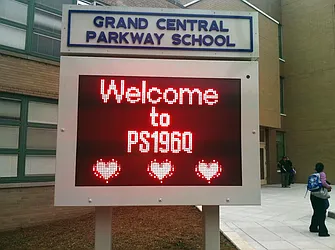 GRAND CENTRAL
PARKWAY SCHOOL
Welcome
to
PS196Q